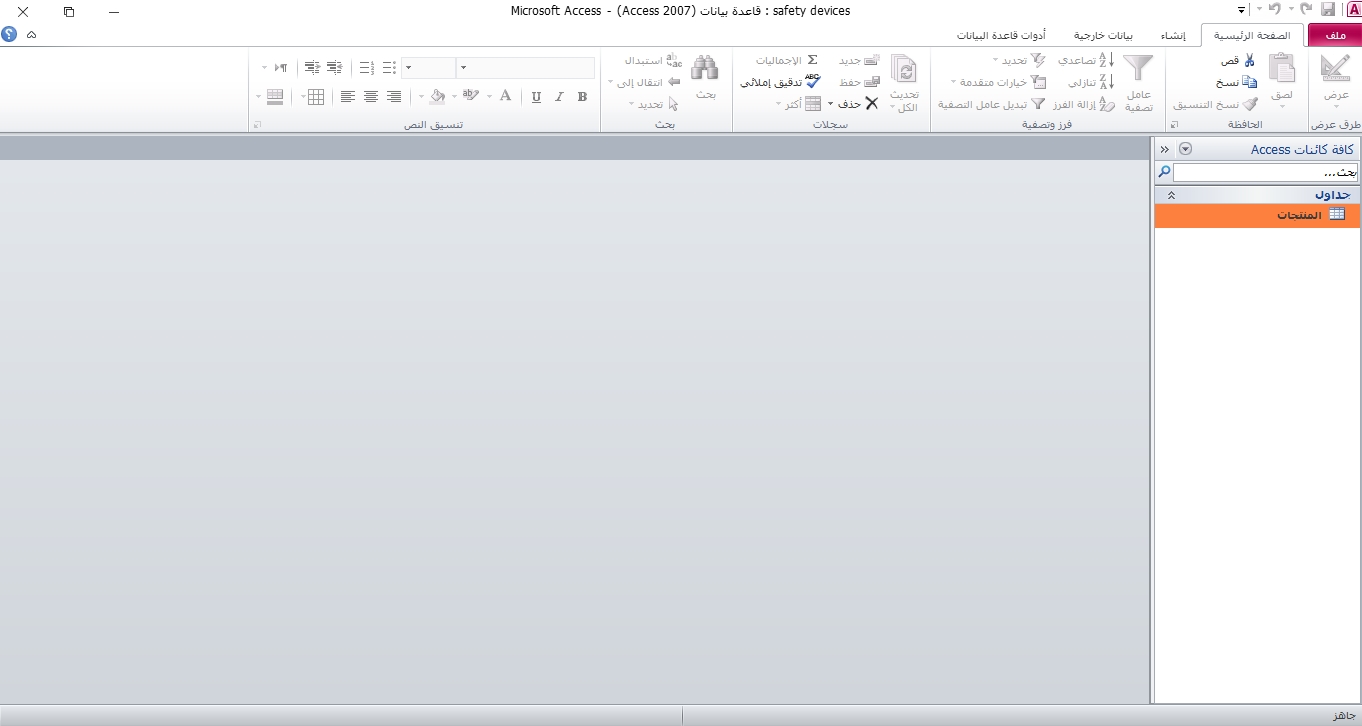 safety devices : قاعدة بيانات (Access 2007) - Microsoft Access
ملف
الصفحة الرئيسية
إنشاء
بيانات خارجية
أدوات قاعدة البيانات
عرض
طرق عرض
لصق
قص
نسخ
نسخ التنسيق
الحافظة
عامل تصفية
تصاعدي
تنازلي
إزالة الفرز
تحديد
خيارات متقدمة
تبديل عامل التصفية
فرز وتصفية
تحديث الكل
جديد
حفظ
حذف
الإجماليات
تدقيق إملائي
أكثر
سجلات
بحث
استبدال
انتقال إلى
تحديد
بحث
تنسيق النص
كافة كائنات Access
بحث...
جداول
المنتجات
جاهز